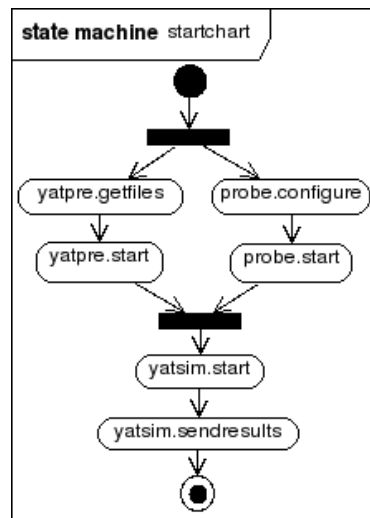 state machine startchart
yatpre.getfiles probe.configure
yatpre.start probe.start
yatsim.start
yatsim.sendresults